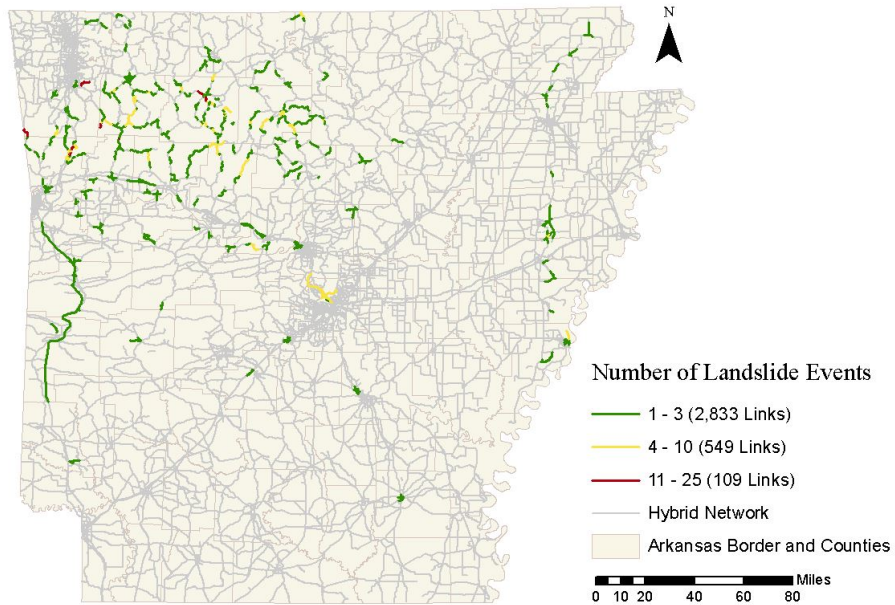 N
Number of Landslide Events
1 - 3 (2,833 Links)
4 - 10 (549 Links)
11 - 25 (109 Links)
Hybrid Network
Arkansas Border and Counties
Miles
0 10 20 40 60 80